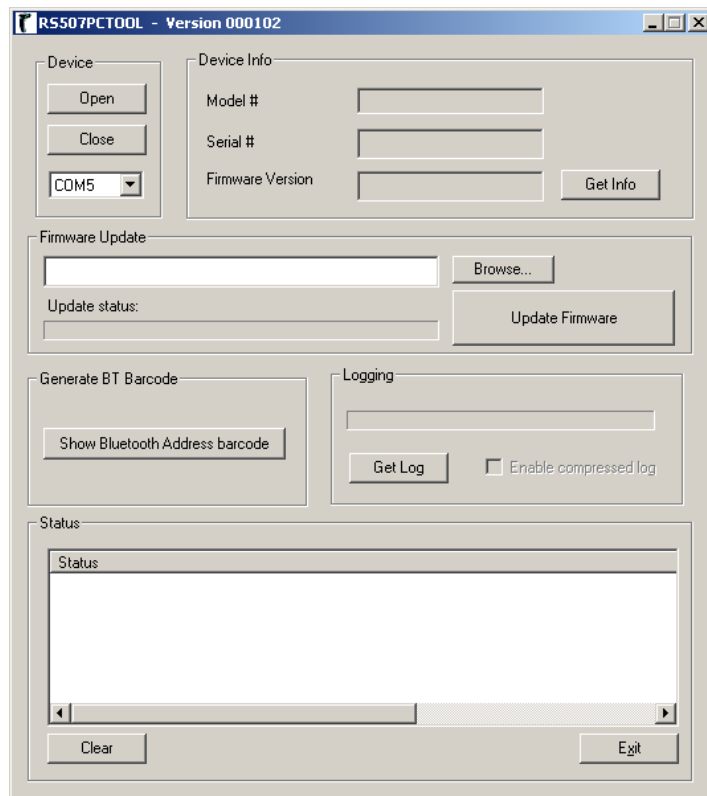 RS507PCTOOL - Version 000102
Device
Open
Close
COM5
Device Info
Model #
Serial #
Firmware Version
Get Info
Firmware Update
Browse...
Update status:
Update Firmware
Generate BT Barcode
Show Bluetooth Address barcode
Logging
Get Log
Enable compressed log
Status
Status
Clear
Exit